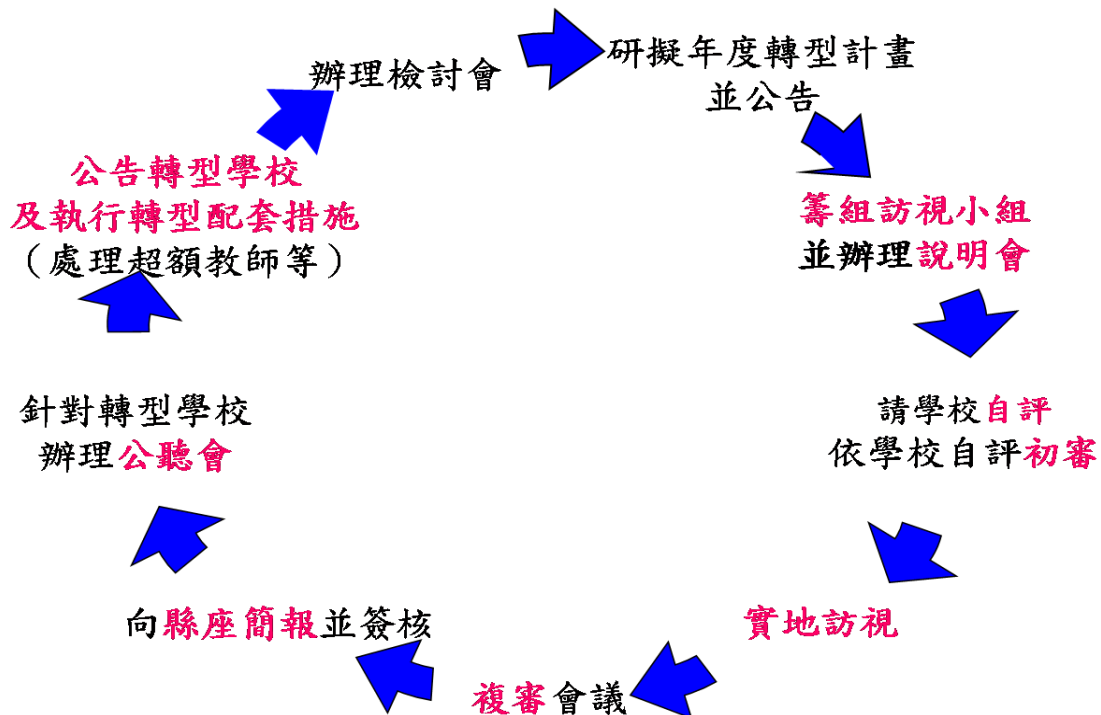 辦理檢討會
研擬年度轉型計畫
並公告
籌組訪視小組
並辦理說明會
請學校自評
依學校自評初審
實地訪視
複審會議
向縣座簡報並簽核
針對轉型學校
辦理公聽會
公告轉型學校
及執行轉型配套措施
（處理超額教師等）